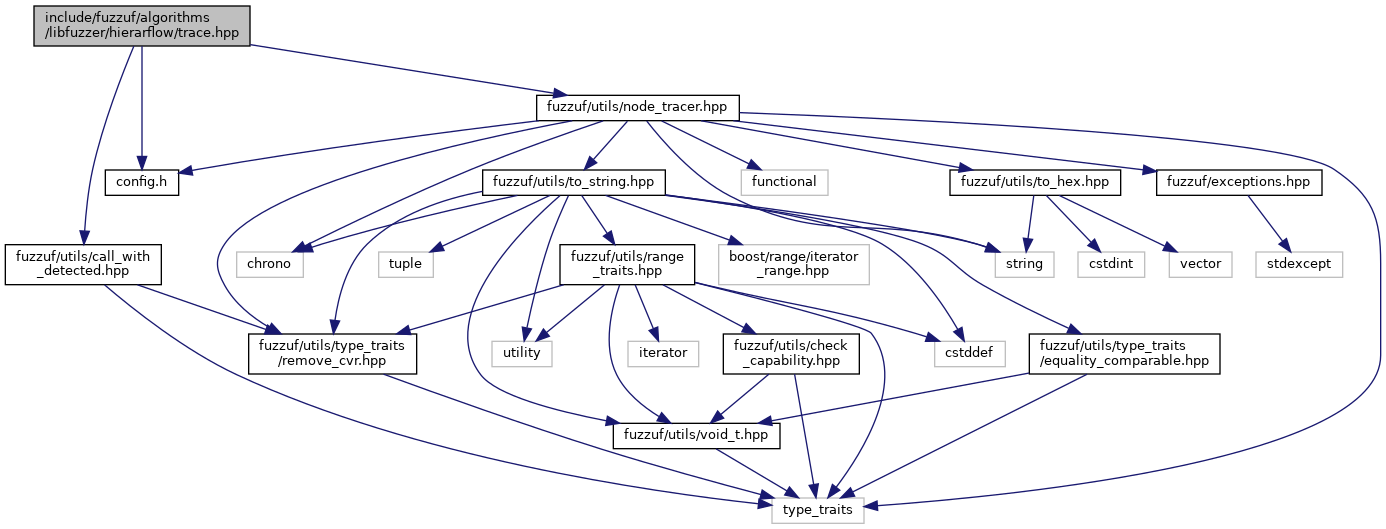 include/fuzzuf/algorithms
/libfuzzer/hierarflow/trace.hpp
fuzzuf/utils/node_tracer.hpp
config.h
fuzzuf/utils/to_string.hpp
functional
fuzzuf/utils/to_hex.hpp
fuzzuf/exceptions.hpp
fuzzuf/utils/call_with
_detected.hpp
chrono
tuple
fuzzuf/utils/range
_traits.hpp
boost/range/iterator
_range.hpp
string
cstdint
vector
stdexcept
fuzzuf/utils/type_traits
/remove_cvr.hpp
utility
iterator
fuzzuf/utils/check
_capability.hpp
cstddef
fuzzuf/utils/type_traits
/equality_comparable.hpp
fuzzuf/utils/void_t.hpp
type_traits